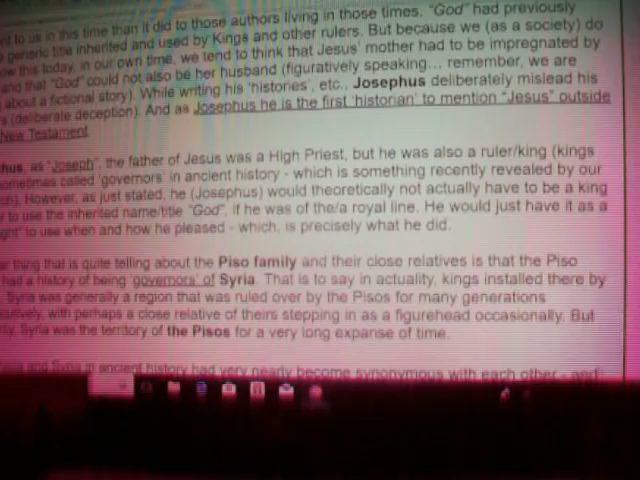 to us in this time than it did to those authors living in those times. "God" had previously
generic title inherited and used by Kings and other rulers. But because we (as a society) do
this today, in our own time, we tend to think that Jesus' mother had to be impregnated by
and that "God" could not also be her husband (figuratively speaking... remember, we are
about a fictional story). While writing his 'histories', etc., Josephus deliberately mislead his
(deliberate deception). And as Josephus he is the first 'historian' to mention "Jesus" outside
New Testament.
as "Joseph", the father of Jesus was a High Priest, but he was also a ruler/king (kings
sometimes called 'governors' in ancient history - which is something recently revealed by our
However, as just stated, he (Josephus) would theoretically not actually have to be a king
to use the inherited name/title "God", if he was of the/a royal line. He would just have it as a
to use when and how he pleased - which, is precisely what he did.
thing that is quite telling about the Piso family and their close relatives is that the Piso
had a history of being 'governors' of Syria. That is to say in actuality, kings installed there by
Syria was generally a region that was ruled over by the Pisos for many generations
with perhaps a close relative of theirs stepping in as a figurehead occasionally. But
Syria was the territory of the Pisos for a very long expanse of time.
and Syria in ancient history had very nearly become synonymous with each other - and